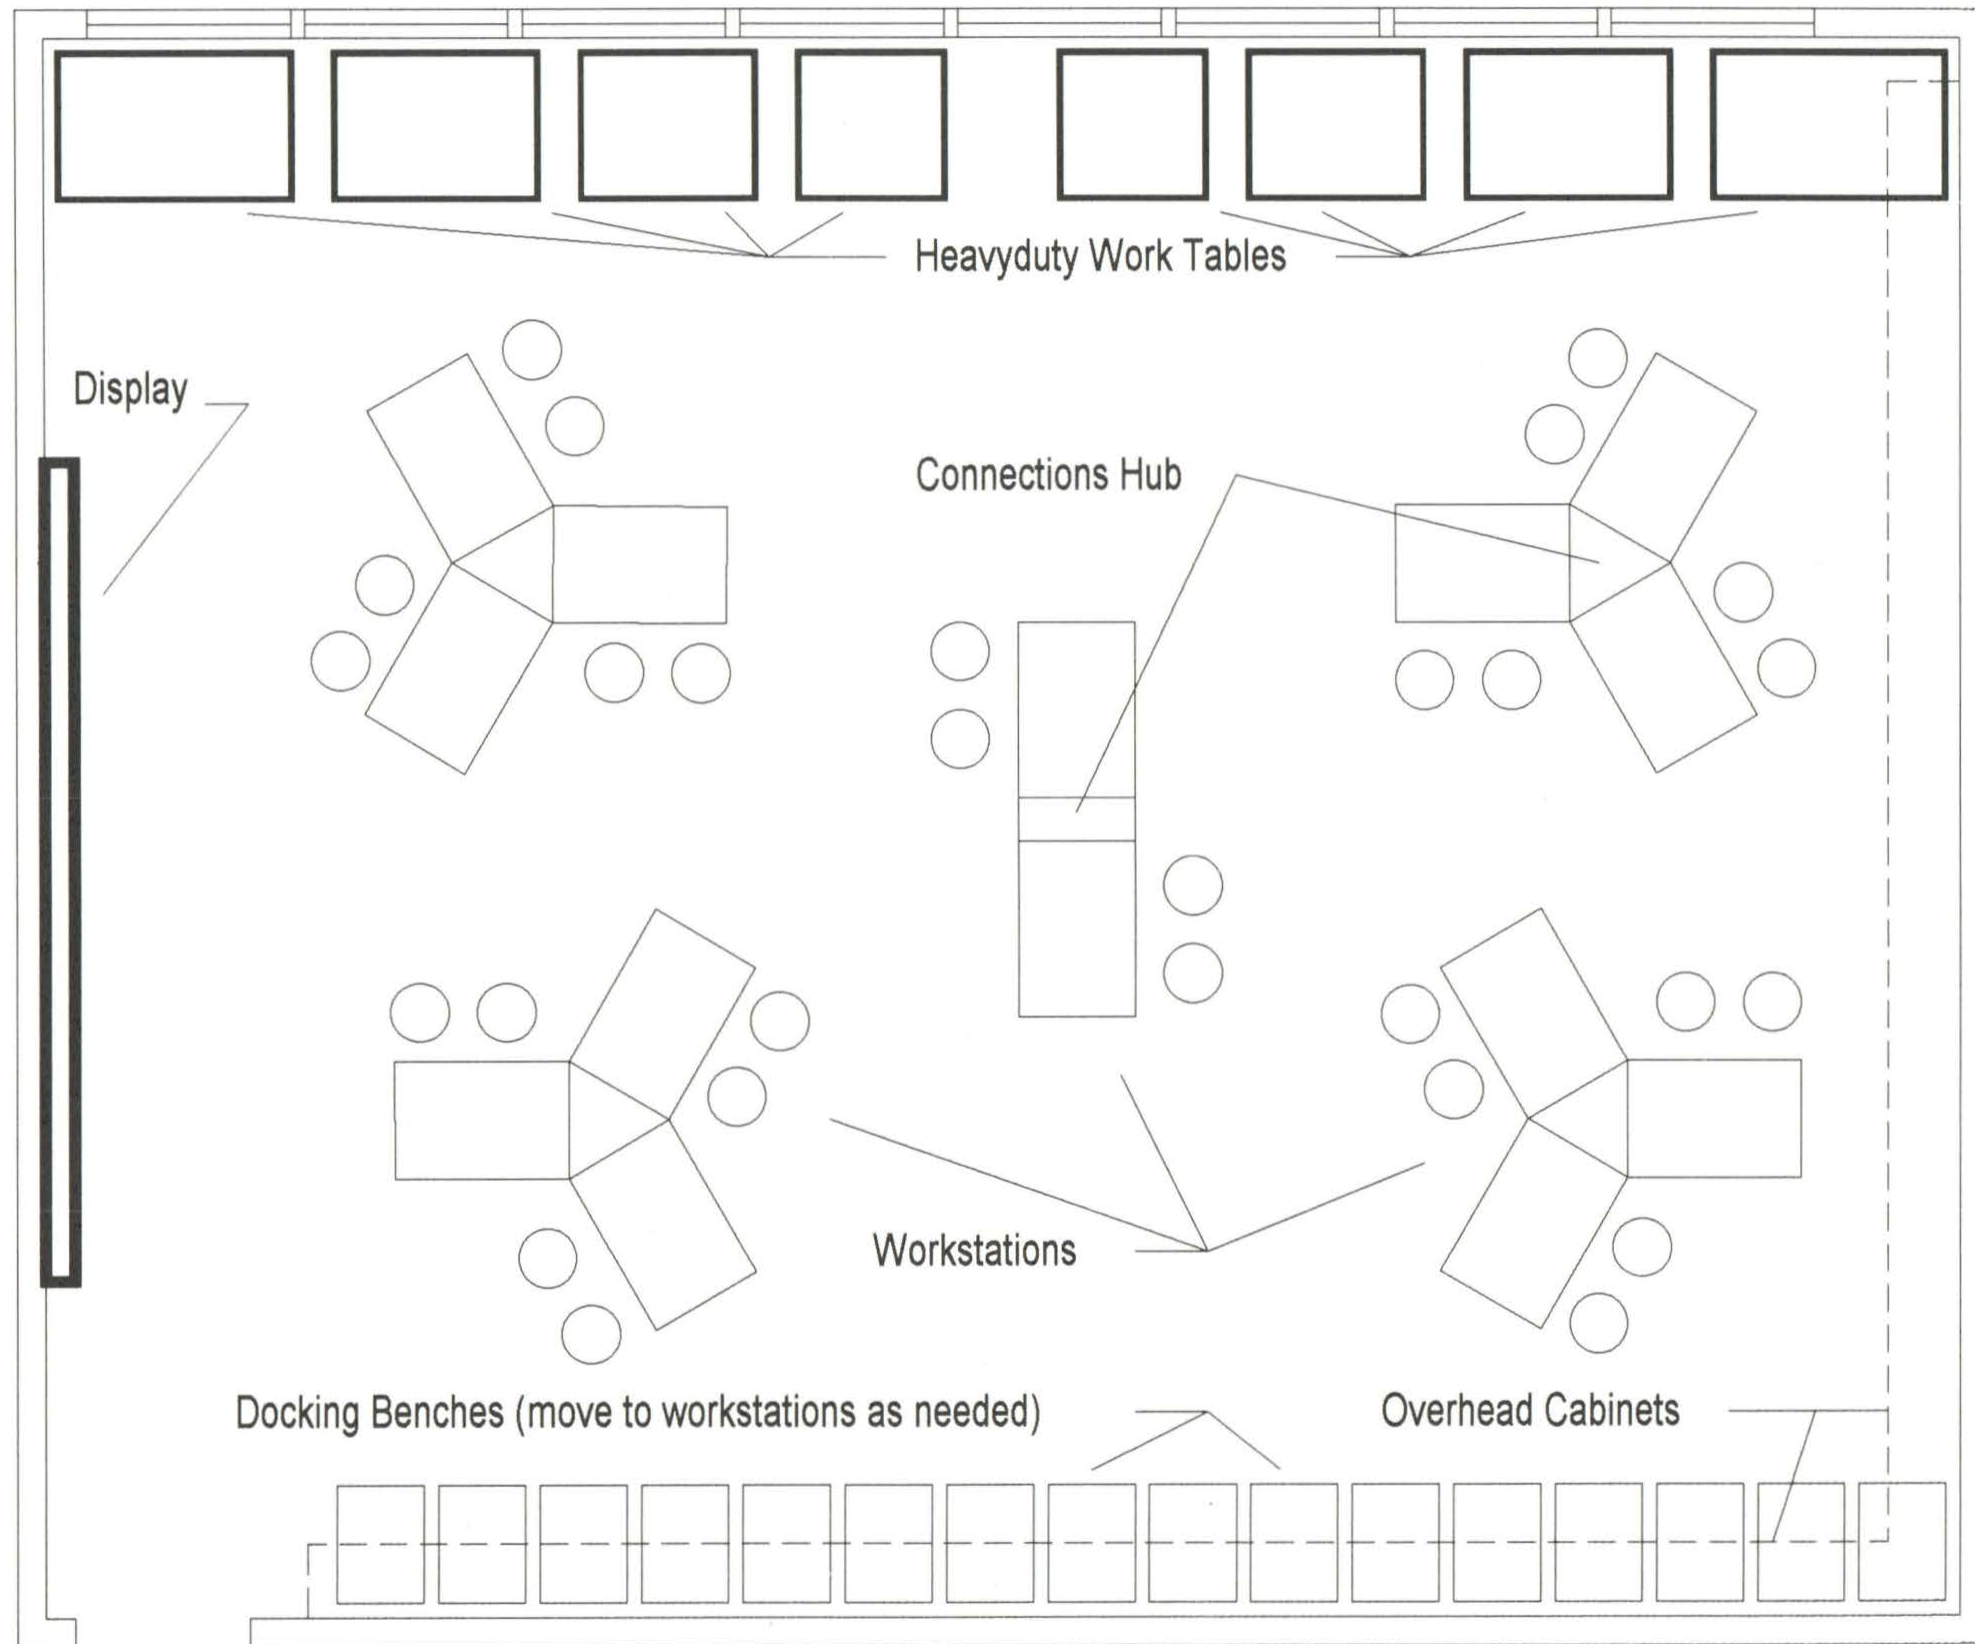 Heavyduty Work Tables
Display
Connections Hub
Workstations
Docking Benches (move to workstations as needed)
Overhead Cabinets